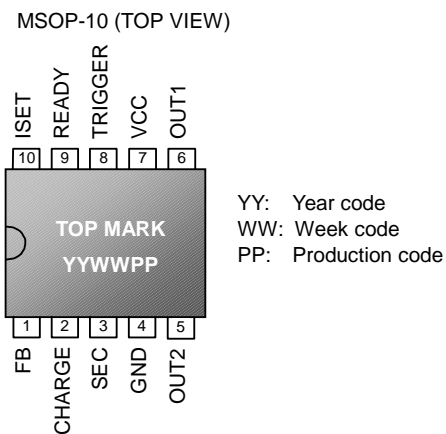 MSOP-10 (TOP VIEW)
ISET
READY
TRIGGER
VCC
OUT1
10
9
8
7
6
TOP MARK
YYWWPP
YY: Year code
WW: Week code
PP: Production code
1
2
3
4
5
FB
CHARGE
SEC
GND
OUT2